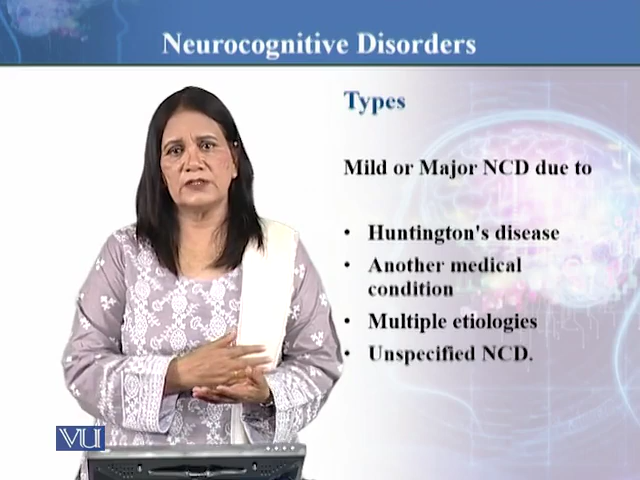 Neurocognitive Disorders
Types
Mild or Major NCD due to
• Huntington's disease
• Another medical
condition
• Multiple etiologies
• Unspecified NCD.
VU